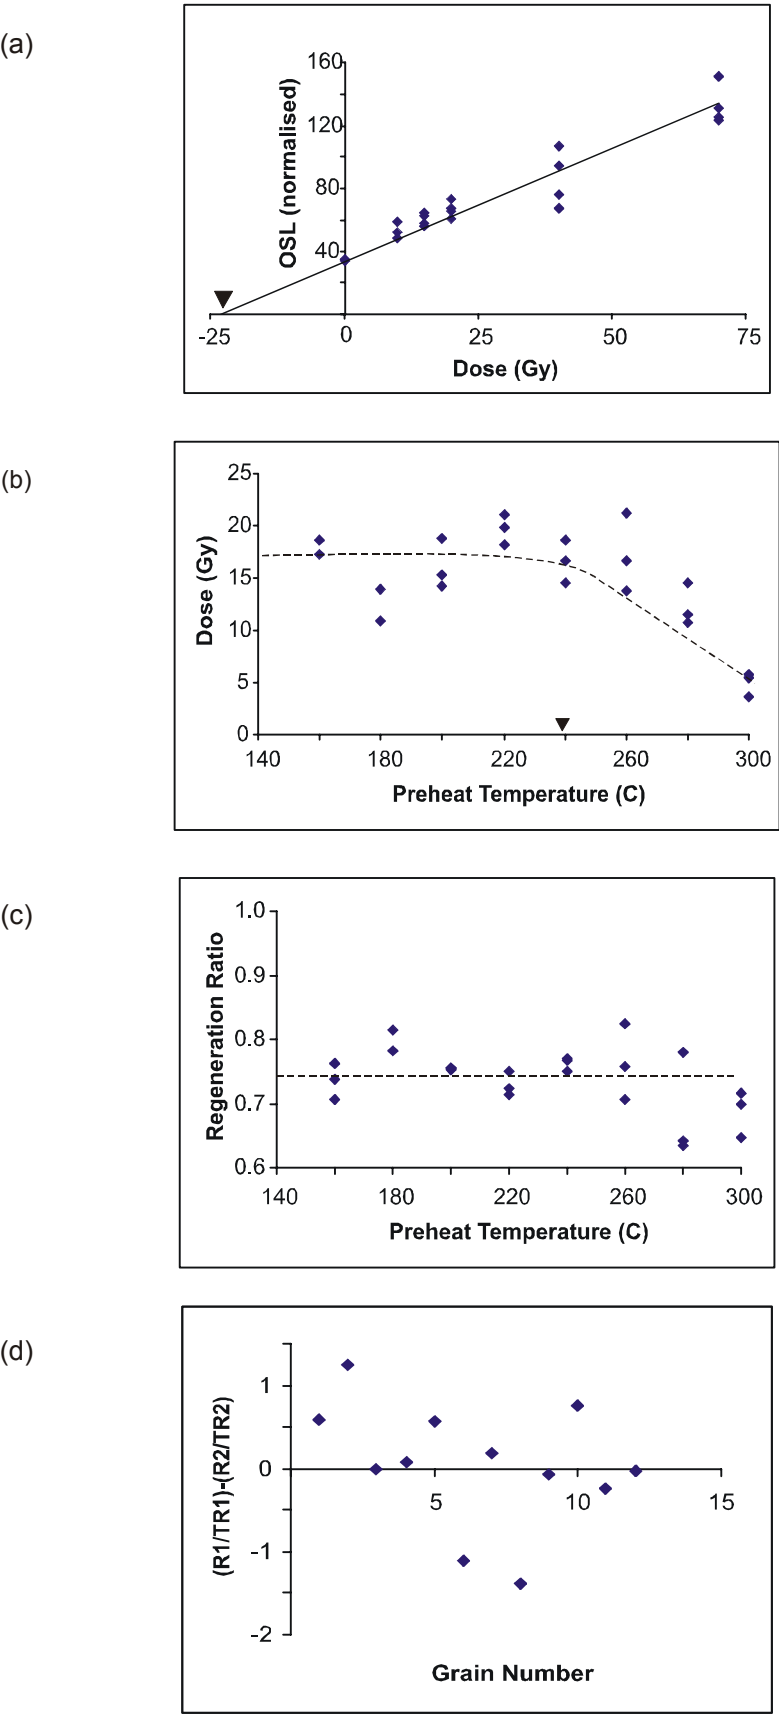 (a)
160
120
80
40
OSL (normalised)
-25 0 25 50 75
Dose (Gy)
(b)
25
20
15
10
5
0
Dose (Gy)
140 180 220 260 300
Preheat Temperature (C)
(c)
1.0
0.9
0.8
0.7
0.6
Regeneration Ratio
140 180 220 260 300
Preheat Temperature (C)
(d)
1
0
-1
-2
(R1/TR1)-(R2/TR2)
5 10 15
Grain Number